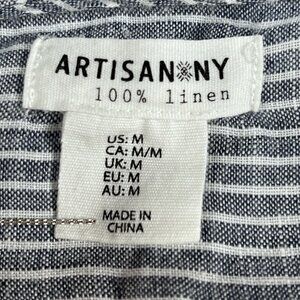 ARTISAN NY
100% linen
US: M
CA: M/M
UK: M
EU: M
AU: M
MADE IN
CHINA